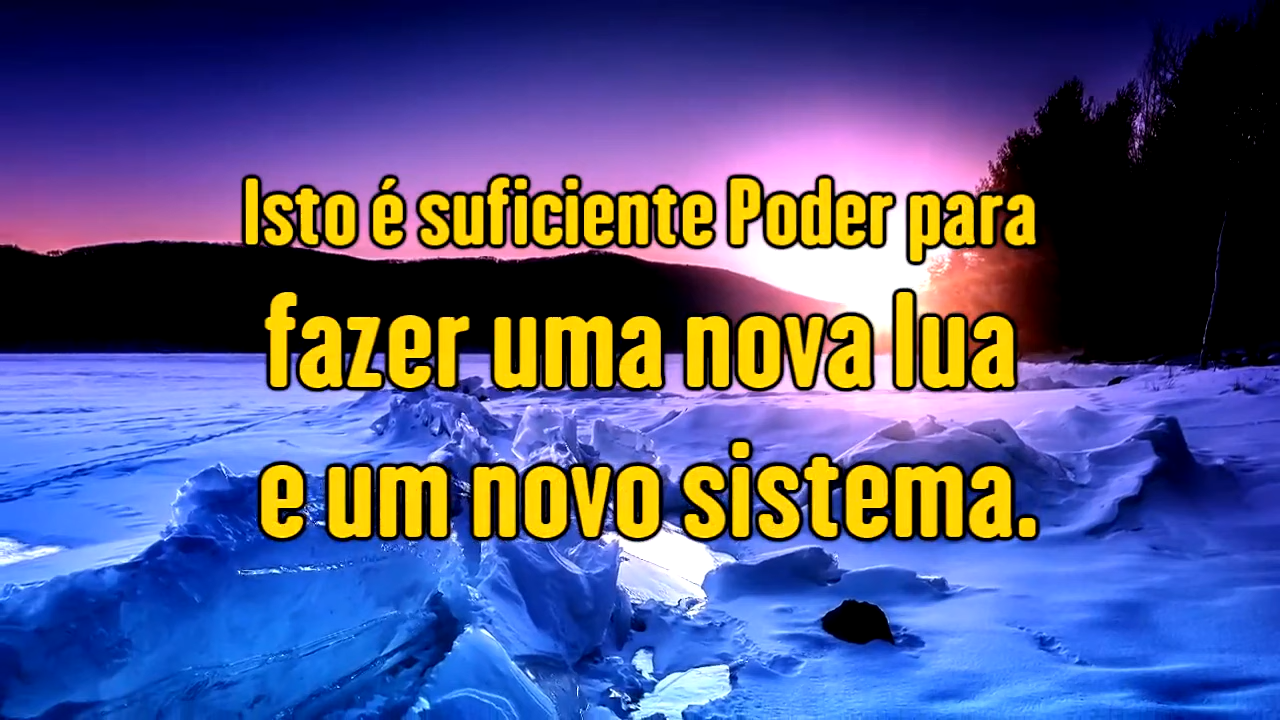 Isto é suficiente Poder para
fazer uma nova lua
e um novo sistema.